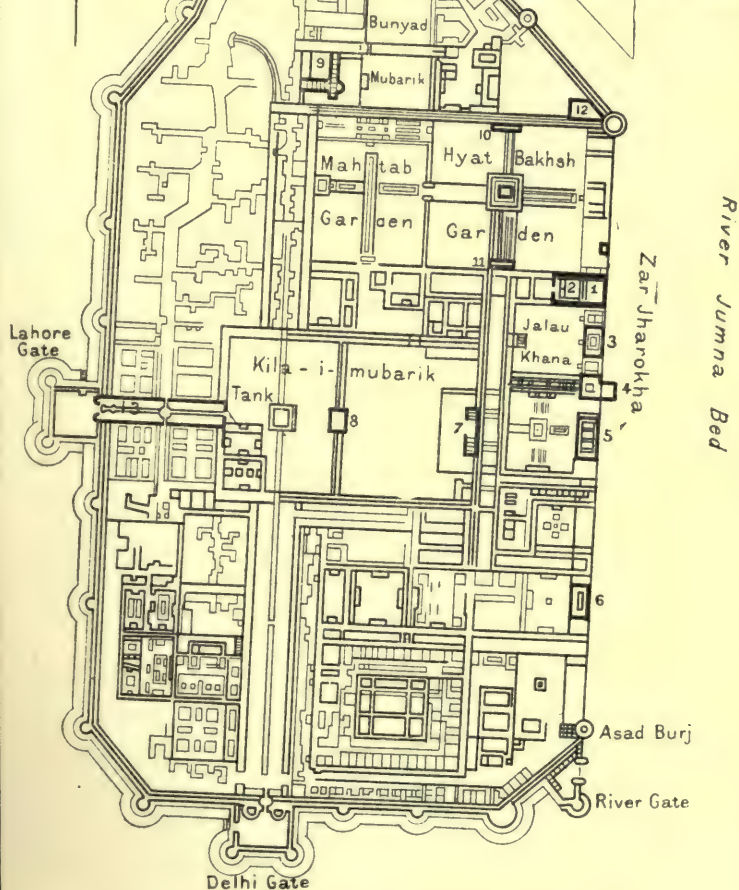 Bunyad
9
Mubarik
12
10
Mahtab
Hyat Bakhsh
Garden
Garden
11
2 1
River Jumna Bed
Zar Jharokha
Lahore
Gate
Jalau
Khana
3
Kila-i-mubarik
Tank
4
13
8
7
5
6
Asad Burj
River Gate
Delhi Gate